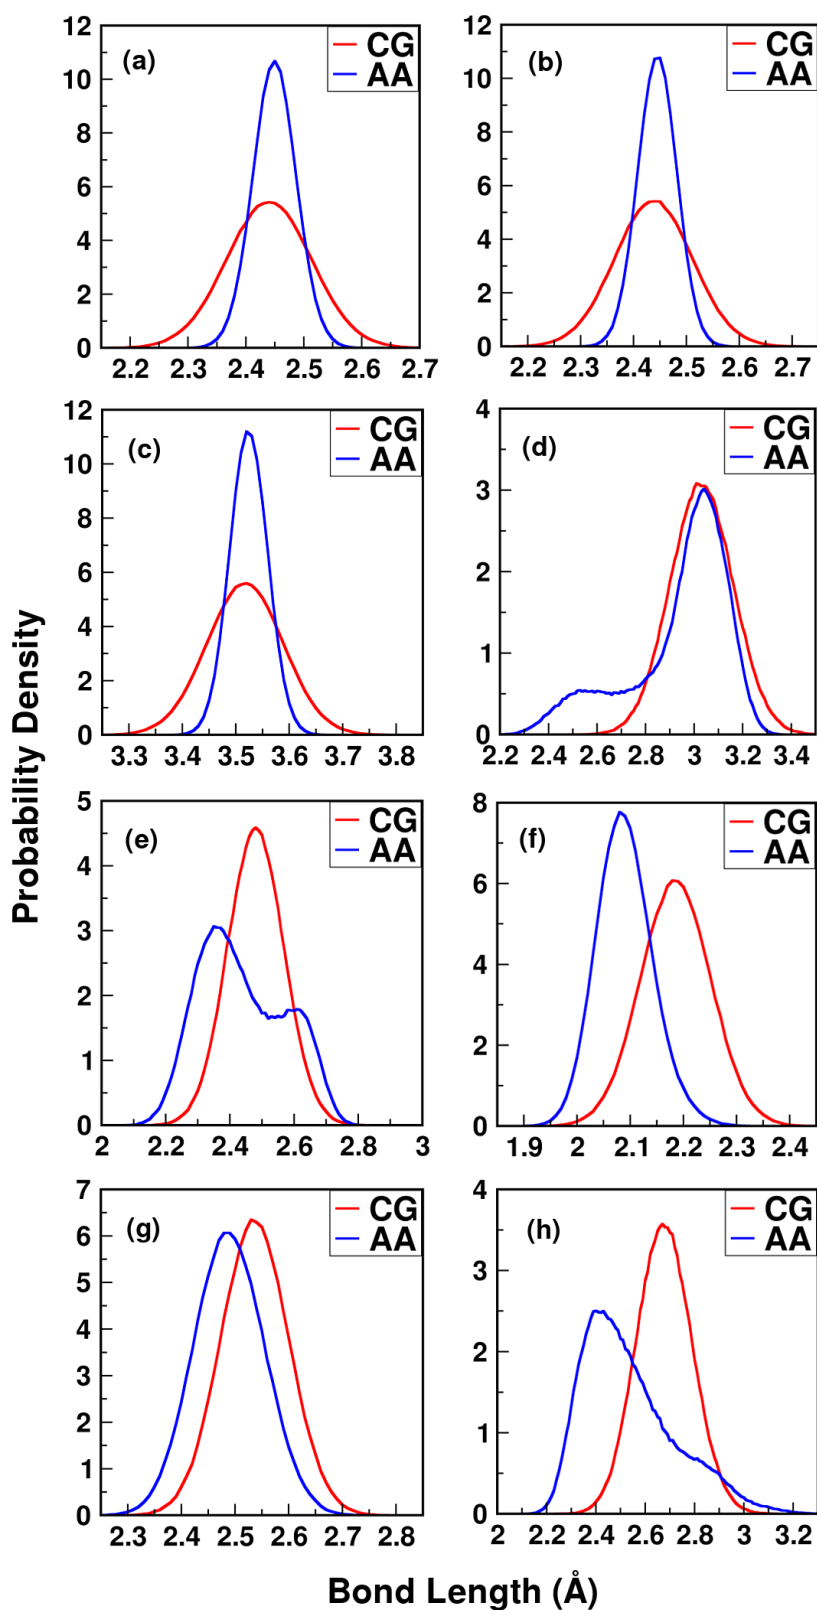 (a)
CG
AA
12
10
8
6
4
2
0
2.2 2.3 2.4 2.5 2.6 2.7
(b)
CG
AA
12
10
8
6
4
2
0
2.2 2.3 2.4 2.5 2.6 2.7
(c)
CG
AA
12
10
8
6
4
2
0
3.3 3.4 3.5 3.6 3.7 3.8
(d)
CG
AA
4
3
2
1
0
2.2 2.4 2.6 2.8 3 3.2 3.4
Probability Density
(e)
CG
AA
5
4
3
2
1
0
2 2.2 2.4 2.6 2.8 3
(f)
CG
AA
8
6
4
2
0
1.9 2 2.1 2.2 2.3 2.4
(g)
CG
AA
7
6
5
4
3
2
1
0
2.3 2.4 2.5 2.6 2.7 2.8
(h)
CG
AA
4
3
2
1
0
2 2.2 2.4 2.6 2.8 3 3.2
Bond Length (Å)